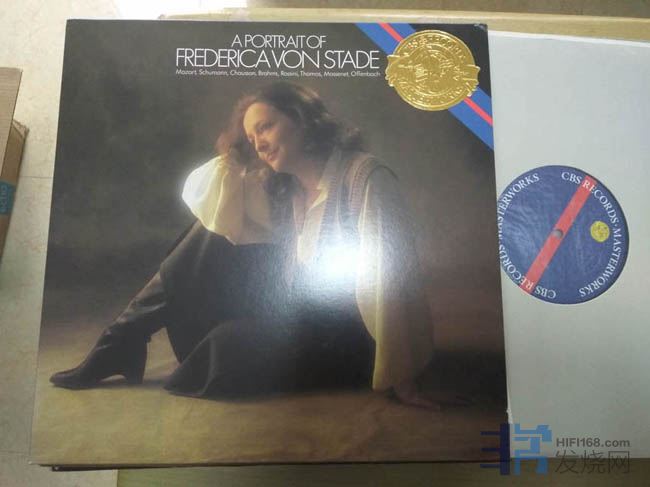 A PORTRAIT OF
FREDERICA VON STADE
Mozart, Schumann, Chausson, Brahms, Rossini, Thomas, Massenet, Offenbach
CBS RECORDS·MASTERWORKS
CBS RECORDS·MASTERWORKS
HIFI168.com
发烧网